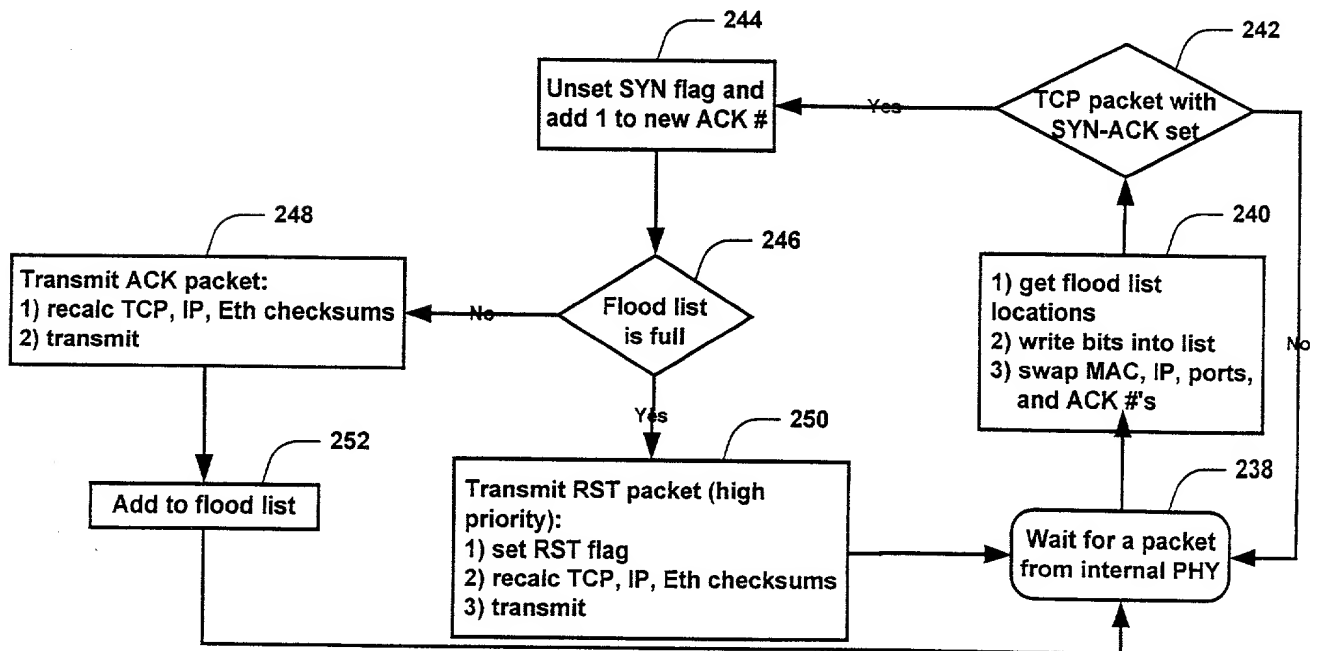 244
Unset SYN flag and
add 1 to new ACK #
242
TCP packet with
SYN-ACK set
Yes
No
240
1) get flood list
locations
2) write bits into list
3) swap MAC, IP, ports,
and ACK #'s
248
Transmit ACK packet:
1) recalc TCP, IP, Eth checksums
2) transmit
246
Flood list
is full
No
Yes
252
Add to flood list
250
Transmit RST packet (high
priority):
1) set RST flag
2) recalc TCP, IP, Eth checksums
3) transmit
238
Wait for a packet
from internal PHY